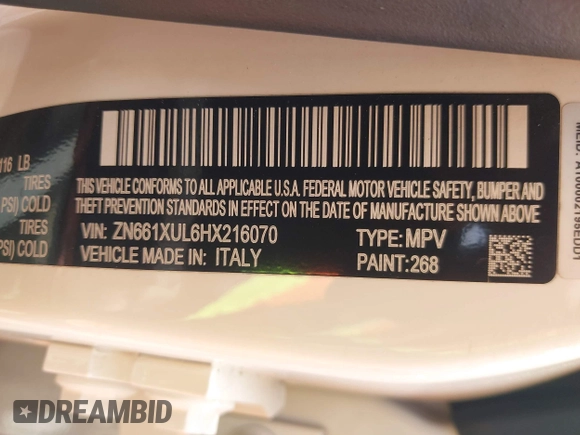 116 LB
TIRES
PSI) COLD
TIRES
PSI) COLD
THIS VEHICLE CONFORMS TO ALL APPLICABLE U.S.A. FEDERAL MOTOR VEHICLE SAFETY, BUMPER AND
THEFT PREVENTION STANDARDS IN EFFECT ON THE DATE OF MANUFACTURE SHOWN ABOVE
VIN: ZN661XUL6HX216070 TYPE: MPV
VEHICLE MADE IN: ITALY PAINT: 268
DREAMBID